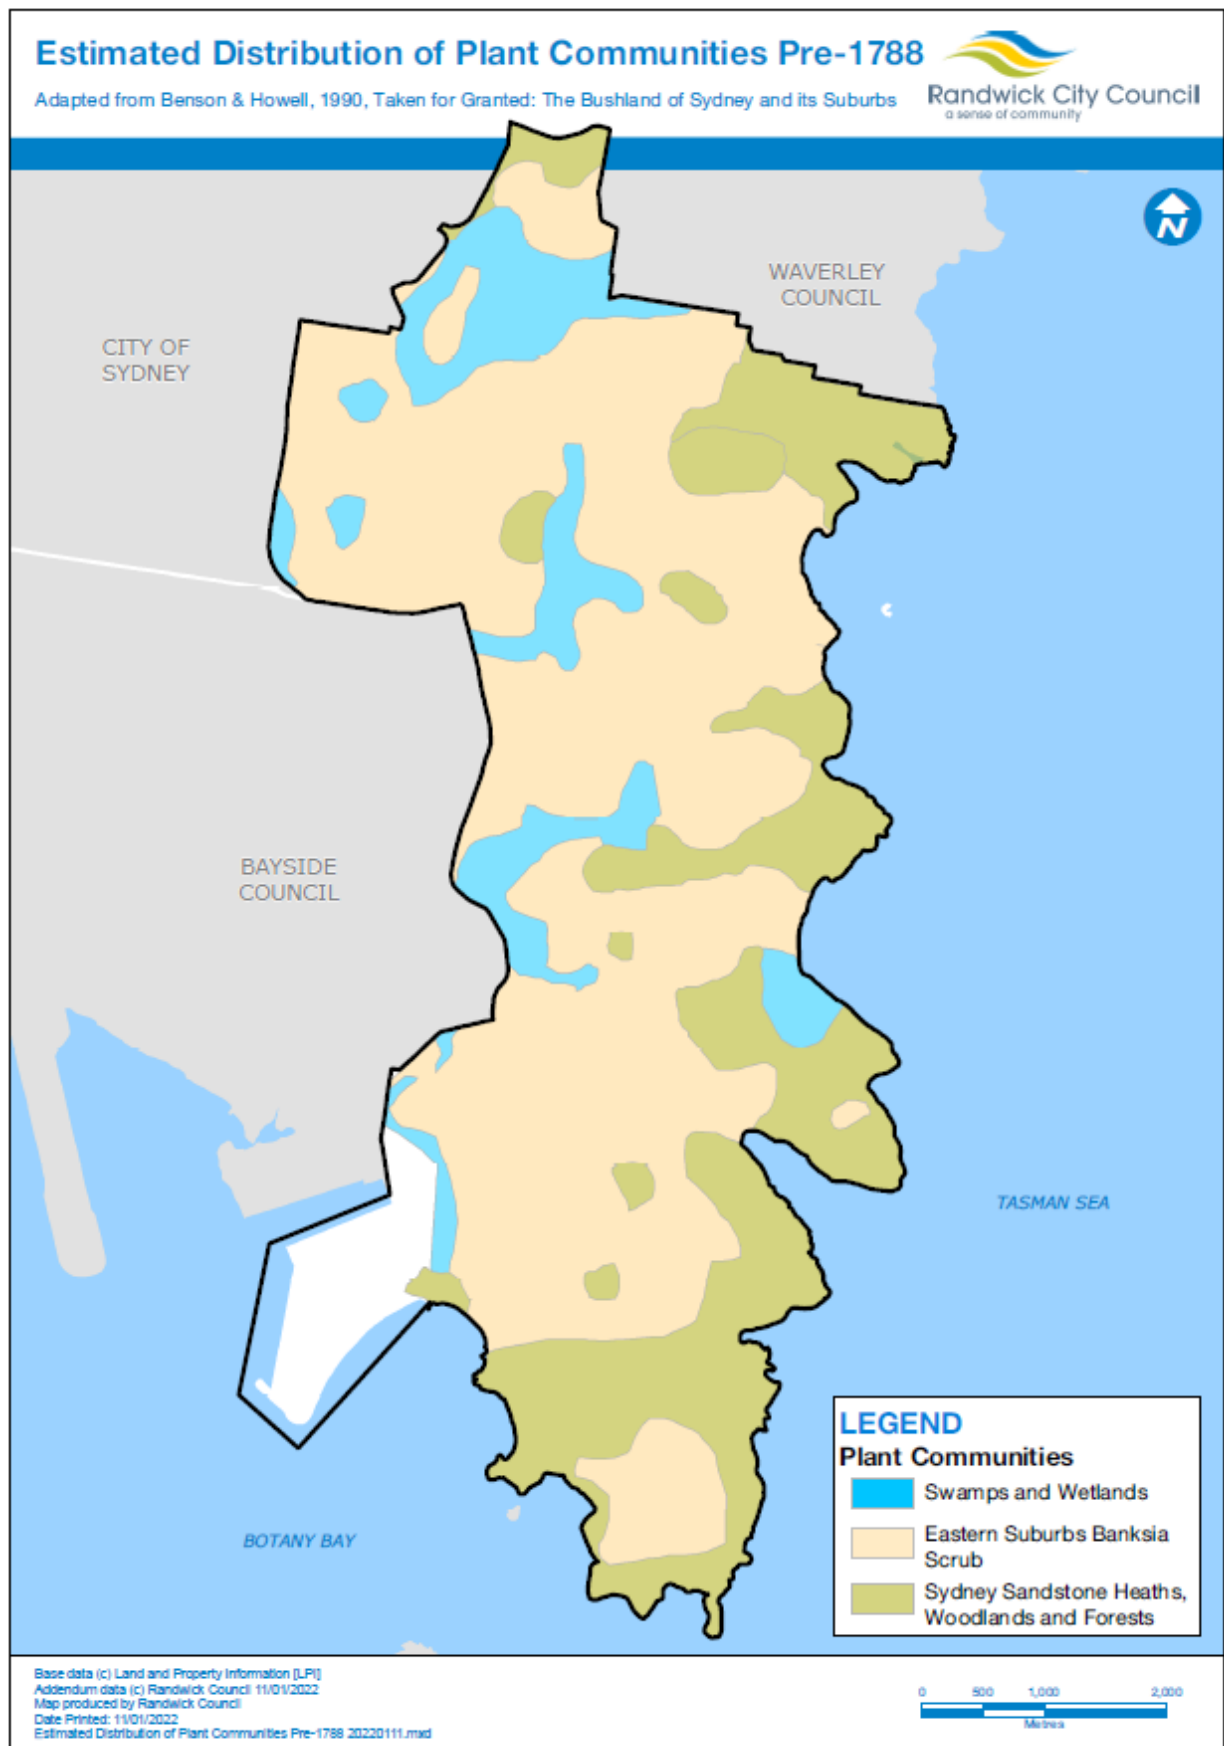 Estimated Distribution of Plant Communities Pre-1788
Adapted from Benson & Howell, 1990, Taken for Granted: The Bushland of Sydney and its Suburbs
Randwick City Council
a sense of community
N
WAVERLEY
COUNCIL
CITY OF
SYDNEY
BAYSIDE
COUNCIL
TASMAN SEA
BOTANY BAY
LEGEND
Plant Communities
Swamps and Wetlands
Eastern Suburbs Banksia
Scrub
Sydney Sandstone Heaths,
Woodlands and Forests
Base data (c) Land and Property Information [LPI]
Addendum data (c) Randwick Council 11/01/2022
Map produced by Randwick Council
Date Printed: 11/01/2022
Estimated Distribution of Plant Communities Pre-1788 20220111.mxd
0 500 1,000 2,000
Metres